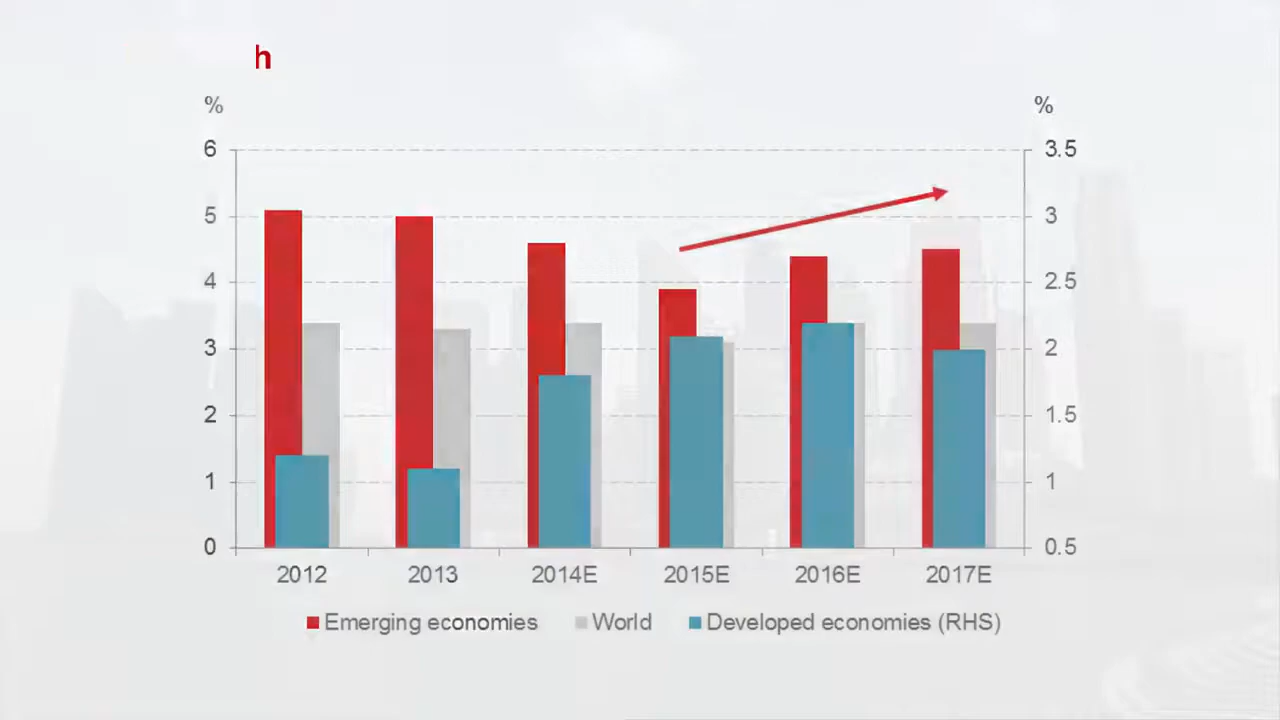 h
% %
6 3.5
5 3
4 2.5
3 2
2 1.5
1 1
0 0.5
2012 2013 2014E 2015E 2016E 2017E
Emerging economies World Developed economies (RHS)